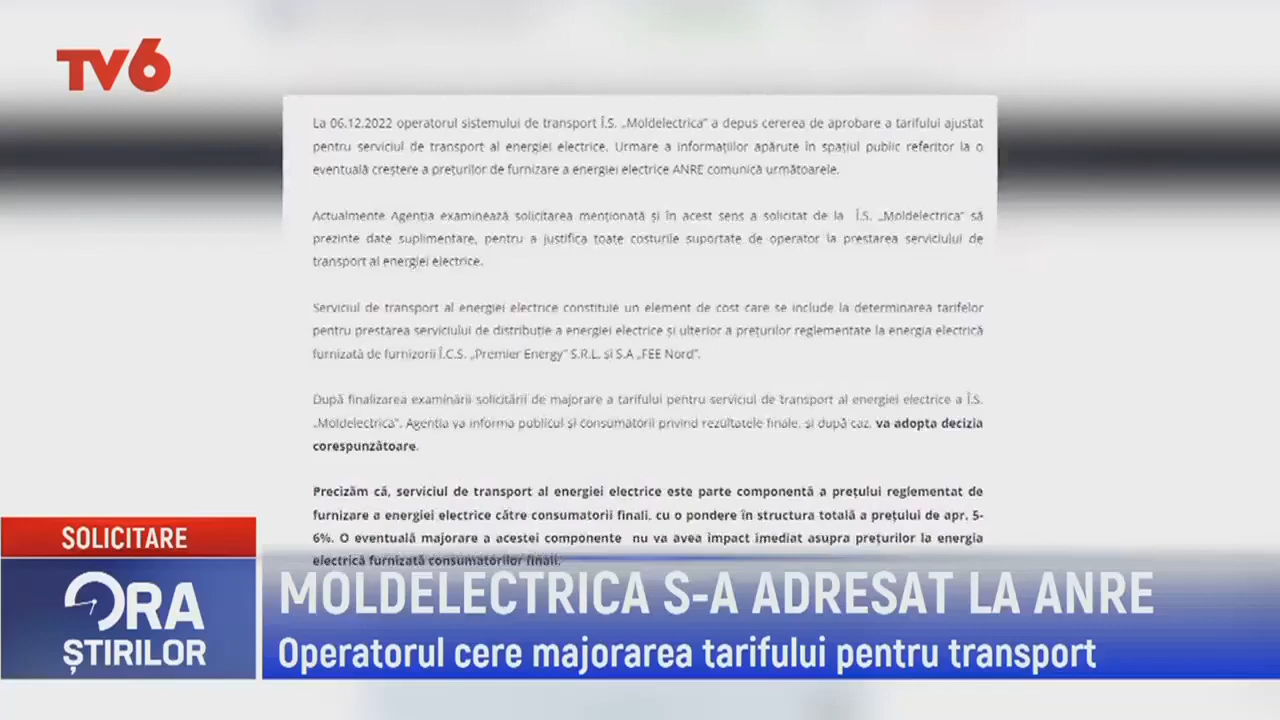 TV6
La 06.12.2022 operatorul sistemului de transport Î.S. „Moldelectrica” a depus cererea de aprobare a tarifului ajustat
pentru serviciul de transport al energiei electrice. Urmare a informațiilor apărute în spațiul public referitor la o
eventuală creștere a prețurilor de furnizare a energiei electrice ANRE comunică următoarele.
Actualmente Agenția examinează solicitarea menționată și în acest sens a solicitat de la Î.S. „Moldelectrica” să
prezinte date suplimentare, pentru a justifica toate costurile suportate de operator la prestarea serviciului de
transport al energiei electrice.
Serviciul de transport al energiei electrice constituie un element de cost care se include la determinarea tarifelor
pentru prestarea serviciului de distribuție a energiei electrice și ulterior a prețurilor reglementate la energia electrică
furnizată de furnizorii Î.C.S. „Premier Energy” S.R.L. și S.A „FEE Nord”.
După finalizarea examinării solicitării de majorare a tarifului pentru serviciul de transport al energiei electrice a Î.S.
„Moldelectrica”, Agenția va informa publicul și consumatorii privind rezultatele finale, și după caz, va adopta decizia
corespunzătoare.
Precizăm că, serviciul de transport al energiei electrice este parte componentă a prețului reglementat de
furnizare a energiei electrice către consumatorii finali, cu o pondere în structura totală a prețului de apr. 5-
6%. O eventuală majorare a acestei componente nu va avea impact imediat asupra prețurilor la energia
electrică furnizată consumatorilor finali.
SOLICITARE
ORA
ȘTIRILOR
MOLDELECTRICA S-A ADRESAT LA ANRE
Operatorul cere majorarea tarifului pentru transport